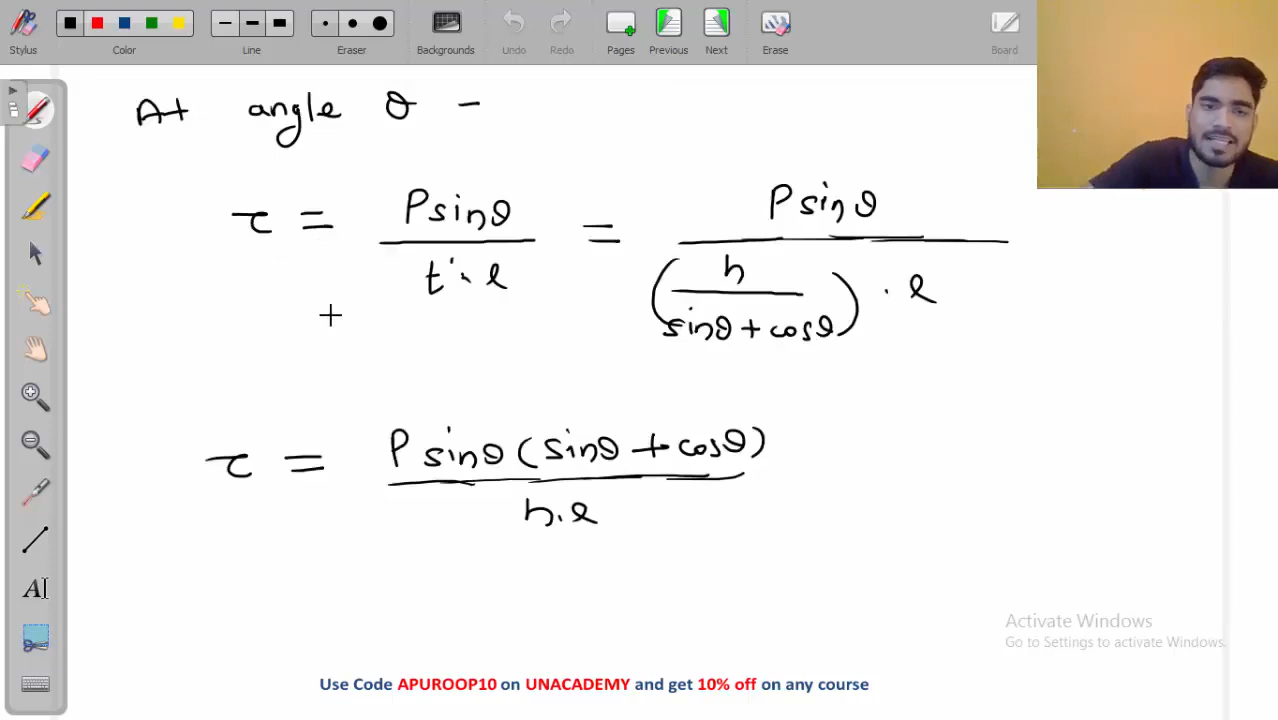 Stylus Color Line Eraser Backgrounds Undo Redo Pages Previous Next Erase Board
At angle θ –
τ = Psinθ / t'. l = Psinθ / (h / sinθ + cosθ) . l
τ = P sinθ (sinθ + cosθ) / h.l
Activate Windows
Go to Settings to activate Windows.
Use Code APUROOP10 on UNACADEMY and get 10% off on any course